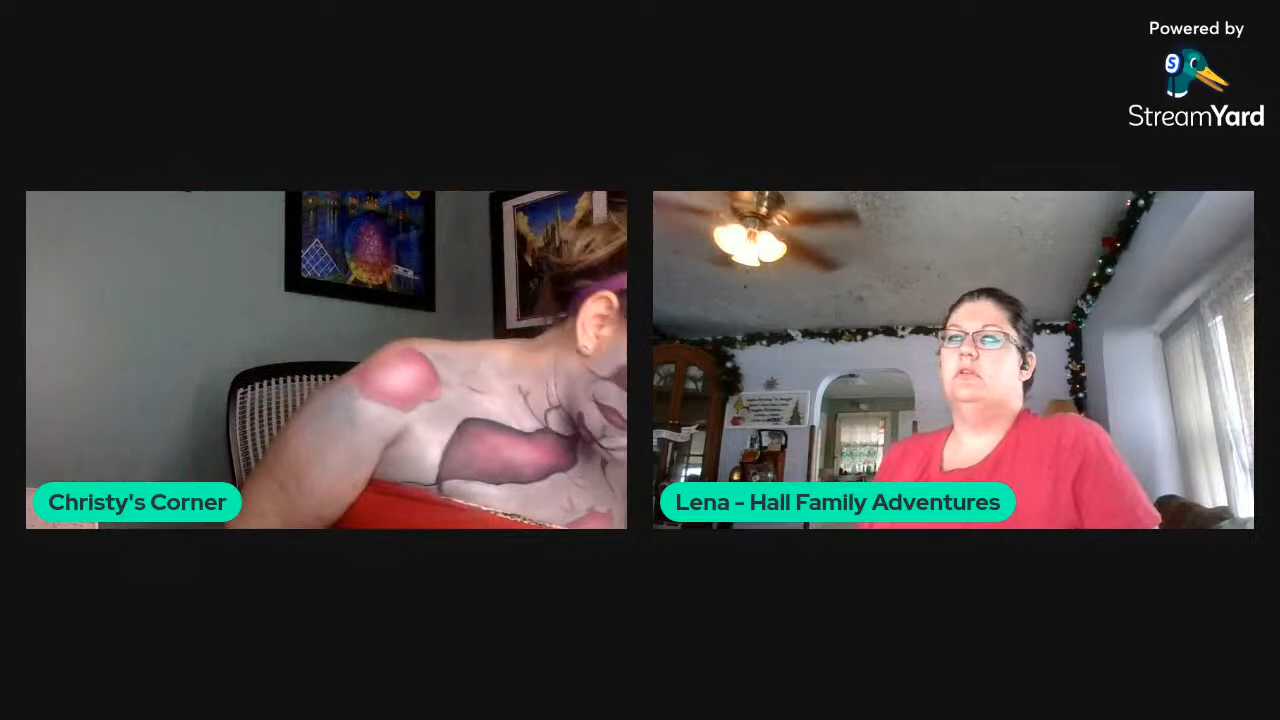 Powered by
S
StreamYard
Christy's Corner
Lena - Hall Family Adventures